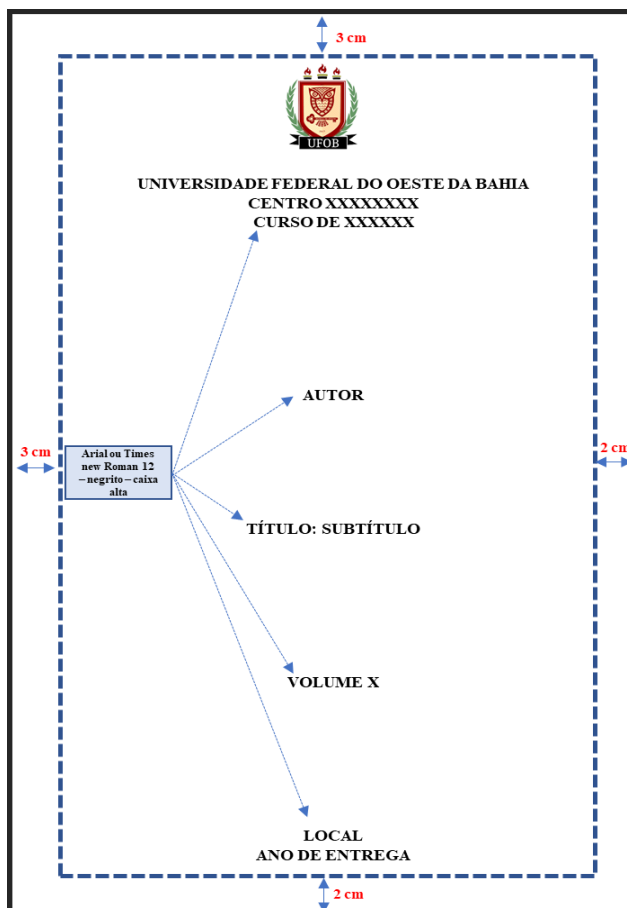 3 cm
UFOB
UNIVERSIDADE FEDERAL DO OESTE DA BAHIA
CENTRO XXXXXXXX
CURSO DE XXXXXX
AUTOR
3 cm
Arial ou Times
new Roman 12
– negrito – caixa
alta
2 cm
TÍTULO: SUBTÍTULO
VOLUME X
LOCAL
ANO DE ENTREGA
2 cm